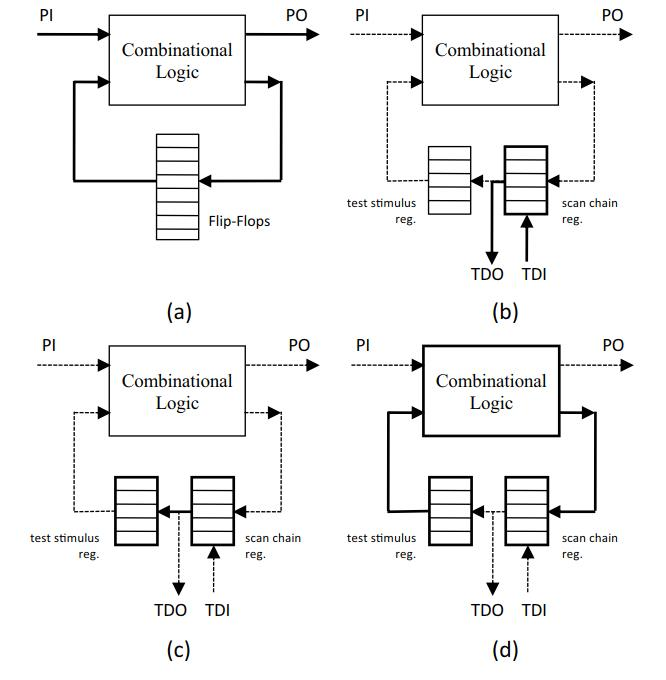 PI
PO
PI
PO
Combinational
Logic
Combinational
Logic
Flip-Flops
test stimulus
reg.
scan chain
reg.
TDO
TDI
(a)
(b)
PI
PO
PI
PO
Combinational
Logic
Combinational
Logic
test stimulus
reg.
scan chain
reg.
test stimulus
reg.
scan chain
reg.
TDO
TDI
TDO
TDI
(c)
(d)